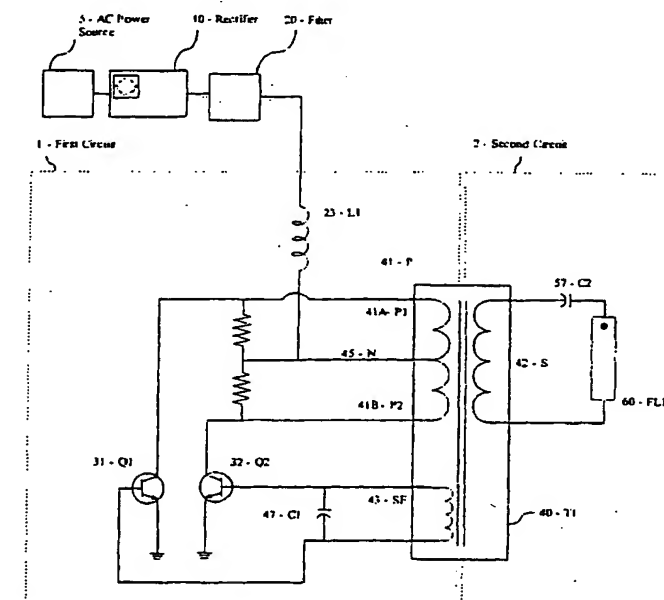 5 - AC Power
Source
10 - Rectifier
20 - Filter
1 - First Circuit
2 - Second Circuit
23 - L1
41 - P
57 - C2
41A- P1
45 - N
42 - S
41B - P2
60 - FL1
31 - Q1
32 - Q2
43 - SF
47 - C1
40 - T1